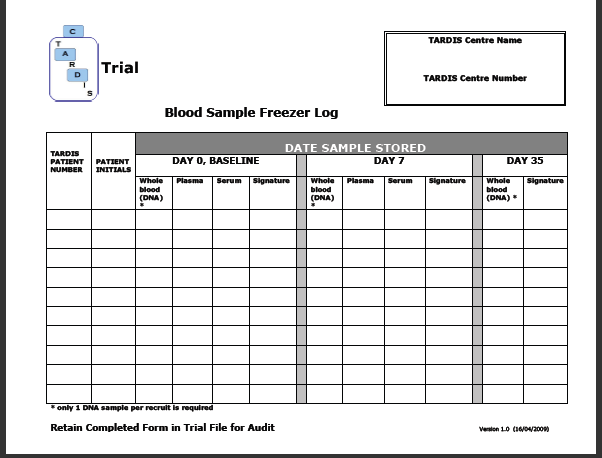 C
T
A
R
D
I
S
Trial
TARDIS Centre Name
TARDIS Centre Number
Blood Sample Freezer Log
DATE SAMPLE STORED
TARDIS
PATIENT
NUMBER
PATIENT
INITIALS
DAY 0, BASELINE
DAY 7
DAY 35
Whole
blood
(DNA)
*
Plasma
Serum
Signature
Whole
blood
(DNA)
*
Plasma
Serum
Signature
Whole
blood
(DNA) *
Signature
* only 1 DNA sample per recruit is required
Retain Completed Form in Trial File for Audit
Version 1.0 (16/04/2009)